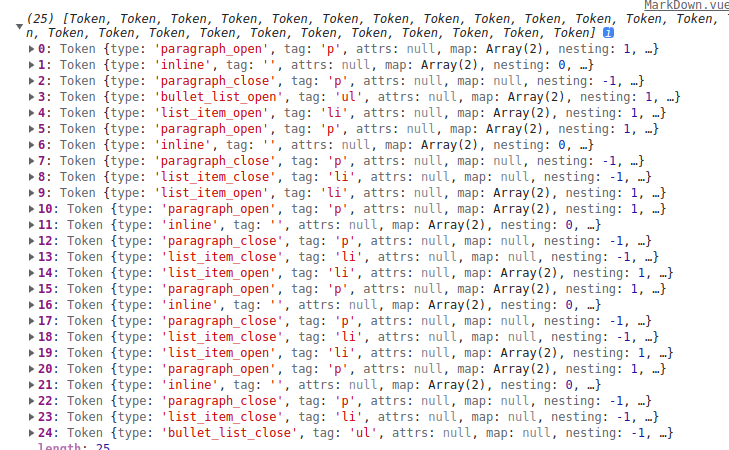 MarkDown.vue
(25) [Token, Token, Token, Token, Token, Token, Token, Token, Token, Token, Token, Token, Token,
n, Token, Token, Token, Token, Token, Token, Token, Token, Token, Token, Token] i
0: Token {type: 'paragraph_open', tag: 'p', attrs: null, map: Array(2), nesting: 1, …}
1: Token {type: 'inline', tag: '', attrs: null, map: Array(2), nesting: 0, …}
2: Token {type: 'paragraph_close', tag: 'p', attrs: null, map: null, nesting: -1, …}
3: Token {type: 'bullet_list_open', tag: 'ul', attrs: null, map: Array(2), nesting: 1, …}
4: Token {type: 'list_item_open', tag: 'li', attrs: null, map: Array(2), nesting: 1, …}
5: Token {type: 'paragraph_open', tag: 'p', attrs: null, map: Array(2), nesting: 1, …}
6: Token {type: 'inline', tag: '', attrs: null, map: Array(2), nesting: 0, …}
7: Token {type: 'paragraph_close', tag: 'p', attrs: null, map: null, nesting: -1, …}
8: Token {type: 'list_item_close', tag: 'li', attrs: null, map: null, nesting: -1, …}
9: Token {type: 'list_item_open', tag: 'li', attrs: null, map: Array(2), nesting: 1, …}
10: Token {type: 'paragraph_open', tag: 'p', attrs: null, map: Array(2), nesting: 1, …}
11: Token {type: 'inline', tag: '', attrs: null, map: Array(2), nesting: 0, …}
12: Token {type: 'paragraph_close', tag: 'p', attrs: null, map: null, nesting: -1, …}
13: Token {type: 'list_item_close', tag: 'li', attrs: null, map: null, nesting: -1, …}
14: Token {type: 'list_item_open', tag: 'li', attrs: null, map: Array(2), nesting: 1, …}
15: Token {type: 'paragraph_open', tag: 'p', attrs: null, map: Array(2), nesting: 1, …}
16: Token {type: 'inline', tag: '', attrs: null, map: Array(2), nesting: 0, …}
17: Token {type: 'paragraph_close', tag: 'p', attrs: null, map: null, nesting: -1, …}
18: Token {type: 'list_item_close', tag: 'li', attrs: null, map: null, nesting: -1, …}
19: Token {type: 'list_item_open', tag: 'li', attrs: null, map: Array(2), nesting: 1, …}
20: Token {type: 'paragraph_open', tag: 'p', attrs: null, map: Array(2), nesting: 1, …}
21: Token {type: 'inline', tag: '', attrs: null, map: Array(2), nesting: 0, …}
22: Token {type: 'paragraph_close', tag: 'p', attrs: null, map: null, nesting: -1, …}
23: Token {type: 'list_item_close', tag: 'li', attrs: null, map: null, nesting: -1, …}
24: Token {type: 'bullet_list_close', tag: 'ul', attrs: null, map: null, nesting: -1, …}
length: 25